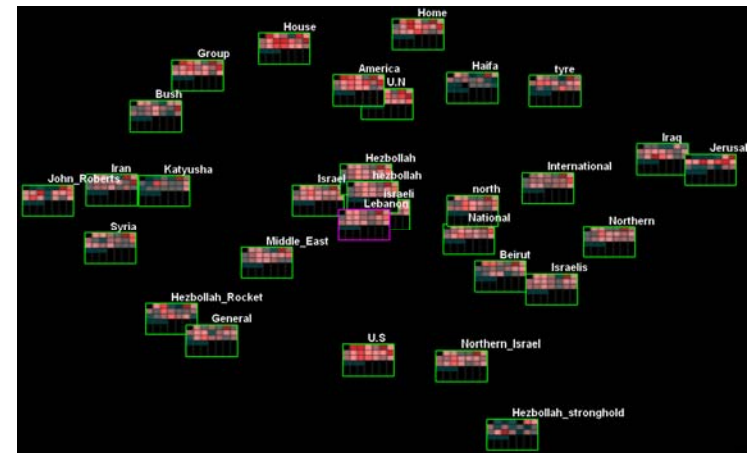 Home
House
Group
America
Haifa
tyre
U.N
Bush
Iraq
Jerusal
Hezbollah
Iran
Katyusha
International
John_Roberts
Israel
hezbollah
israeli
north
Lebanon
National
Northern
Syria
Middle_East
Beirut
Israelis
Hezbollah_Rocket
General
U.S
Northern_Israel
Hezbollah_stronghold